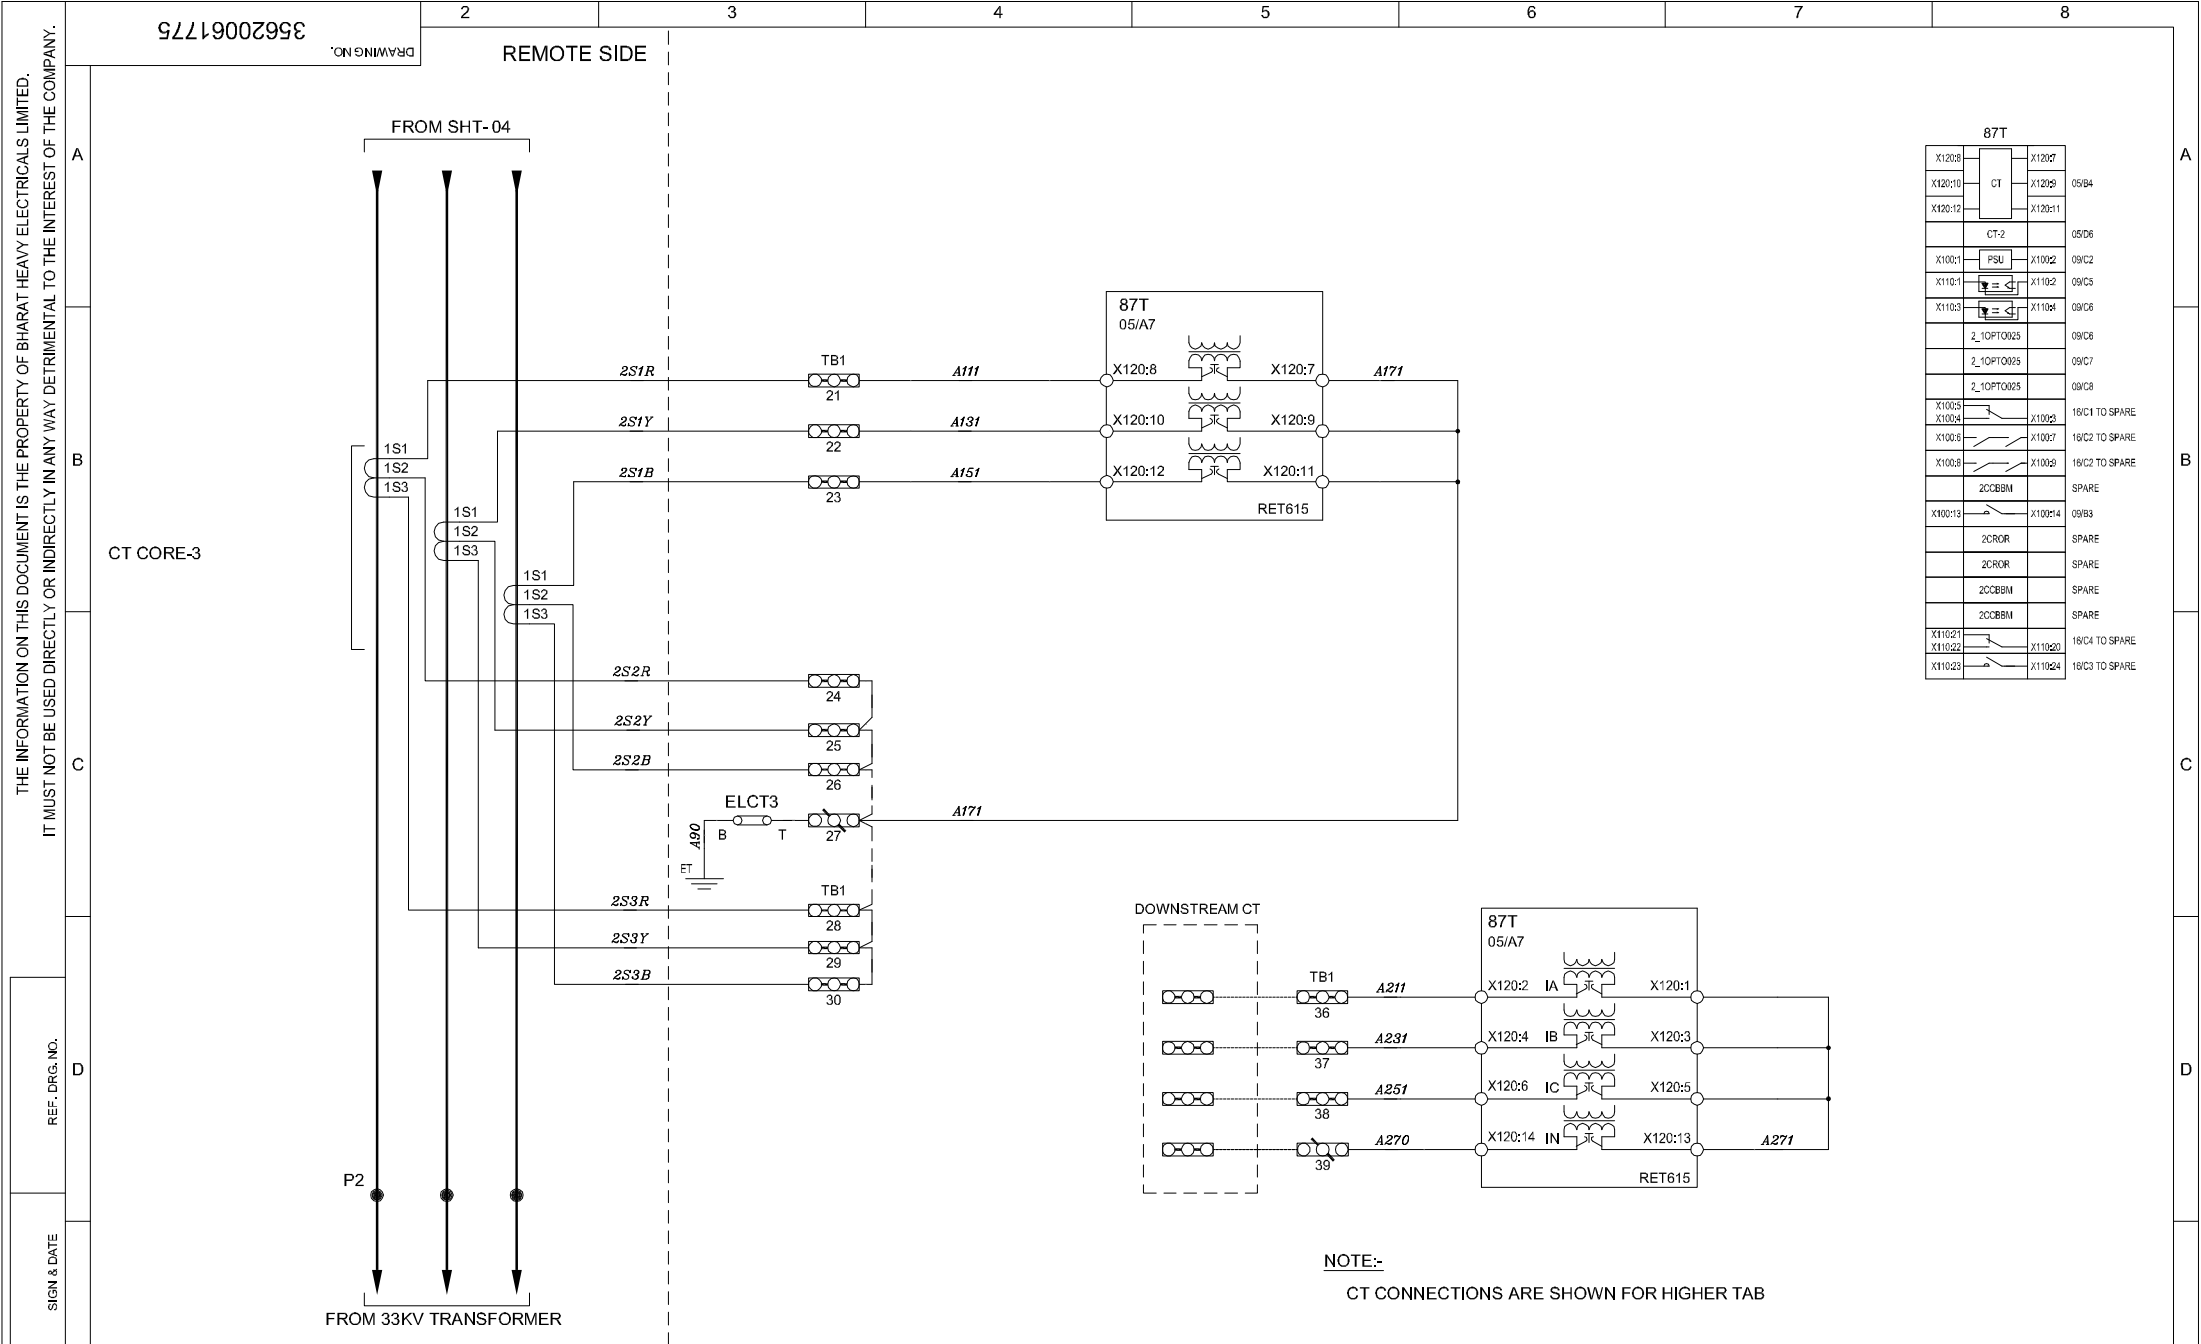 2
3
4
5
6
7
8
DRAWING NO.
35620061775
THE INFORMATION ON THIS DOCUMENT IS THE PROPERTY OF BHARAT HEAVY ELECTRICALS LIMITED.
IT MUST NOT BE USED DIRECTLY OR INDIRECTLY IN ANY WAY DETRIMENTAL TO THE INTEREST OF THE COMPANY.
REF. DRG. NO.
SIGN & DATE
A
B
C
D
A
B
C
D
REMOTE SIDE
FROM SHT- 04
CT CORE-3
1S1
1S2
1S3
1S1
1S2
1S3
1S1
1S2
1S3
P2
FROM 33KV TRANSFORMER
2S1R
TB1
21
A111
2S1Y
22
A131
2S1B
23
A151
87T
05/A7
X120:8
X120:7
A171
X120:10
X120:9
X120:12
X120:11
RET615
2S2R
24
2S2Y
25
2S2B
26
ELCT3
A90
B
T
27
A171
ET
2S3R
TB1
28
2S3Y
29
2S3B
30
DOWNSTREAM CT
TB1
36
A211
37
A231
38
A251
39
A270
87T
05/A7
X120:2 IA X120:1
X120:4 IB X120:3
X120:6 IC X120:5
X120:14 IN X120:13
A271
RET615
NOTE:-
CT CONNECTIONS ARE SHOWN FOR HIGHER TAB
87T
X120:8 X120:7
X120:10 CT X120:9 05/B4
X120:12 X120:11
CT-2 05/D6
X100:1 PSU X100:2 09/C2
X110:1 X110:2 09/C5
X110:3 X110:4 09/C6
2_1OPTO025 09/C6
2_1OPTO025 09/C7
2_1OPTO025 09/C8
X100:5
X100:4 X100:3 16/C1 TO SPARE
X100:6 X100:7 16/C2 TO SPARE
X100:8 X100:9 16/C2 TO SPARE
2CCBBM SPARE
X100:13 X100:14 09/B3
2CROR SPARE
2CROR SPARE
2CCBBM SPARE
2CCBBM SPARE
X110:21
X110:22 X110:20 16/C4 TO SPARE
X110:23 X110:24 16/C3 TO SPARE